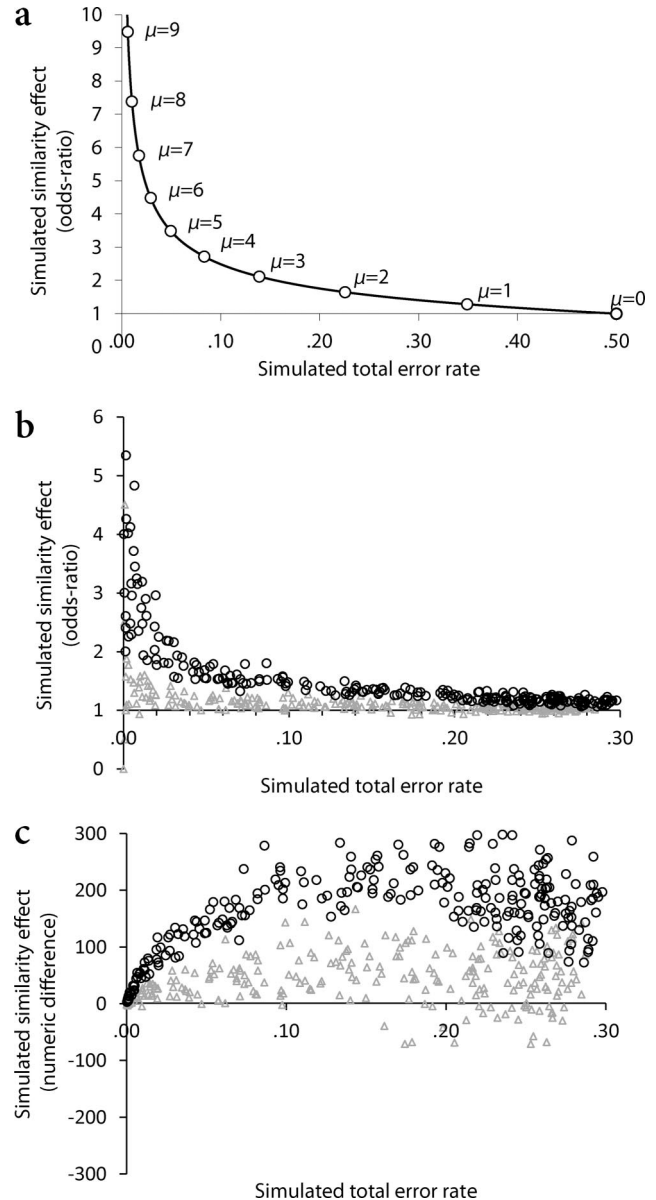 a
Simulated similarity effect
(odds-ratio)
10
9
8
7
6
5
4
3
2
1
0
μ=9
μ=8
μ=7
μ=6
μ=5
μ=4
μ=3
μ=2
μ=1
μ=0
.00 .10 .20 .30 .40 .50
Simulated total error rate
b
Simulated similarity effect
(odds-ratio)
6
5
4
3
2
1
0
.00 .10 .20 .30
Simulated total error rate
c
Simulated similarity effect
(numeric difference)
300
200
100
0
-100
-200
-300
.00 .10 .20 .30
Simulated total error rate